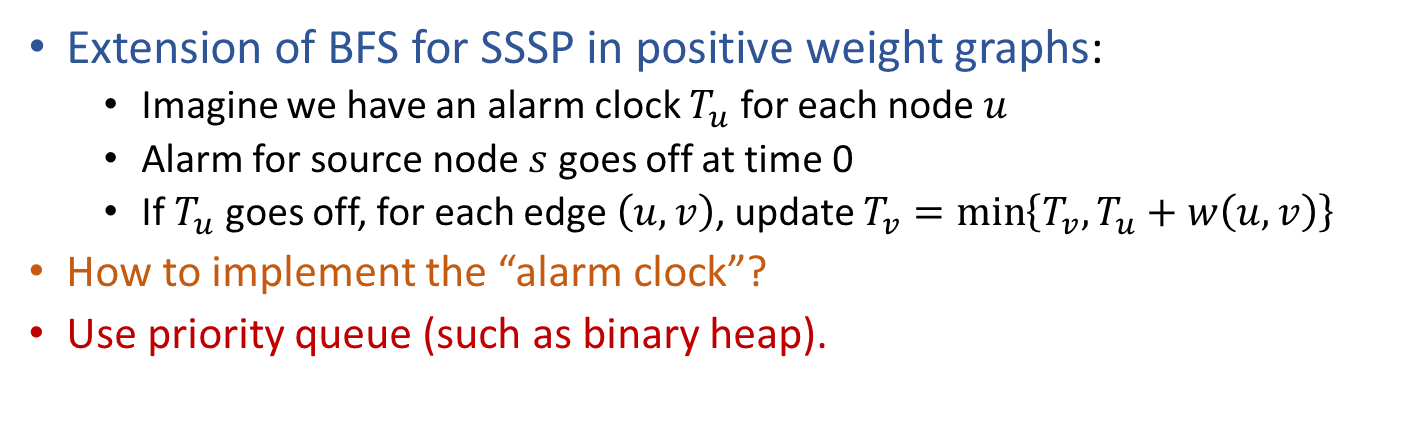 • Extension of BFS for SSSP in positive weight graphs:
• Imagine we have an alarm clock $T_u$ for each node $u$
• Alarm for source node $s$ goes off at time 0
• If $T_u$ goes off, for each edge $(u, v)$, update $T_v = \min\{T_v, T_u + w(u, v)\}$
• How to implement the “alarm clock”?
• Use priority queue (such as binary heap).